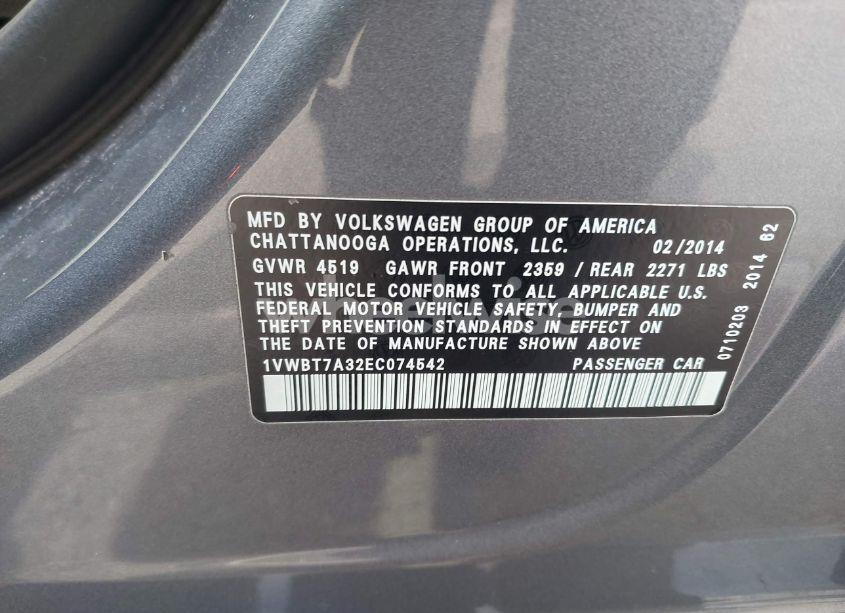 MFD BY VOLKSWAGEN GROUP OF AMERICA
CHATTANOOGA OPERATIONS, LLC. 02/2014
GVWR 4519 GAWR FRONT 2359 / REAR 2271 LBS
THIS VEHICLE CONFORMS TO ALL APPLICABLE U.S.
FEDERAL MOTOR VEHICLE SAFETY, BUMPER AND
THEFT PREVENTION STANDARDS IN EFFECT ON
THE DATE OF MANUFACTURE SHOWN ABOVE
1VWBT7A32EC074542 PASSENGER CAR
0710203 2014 62